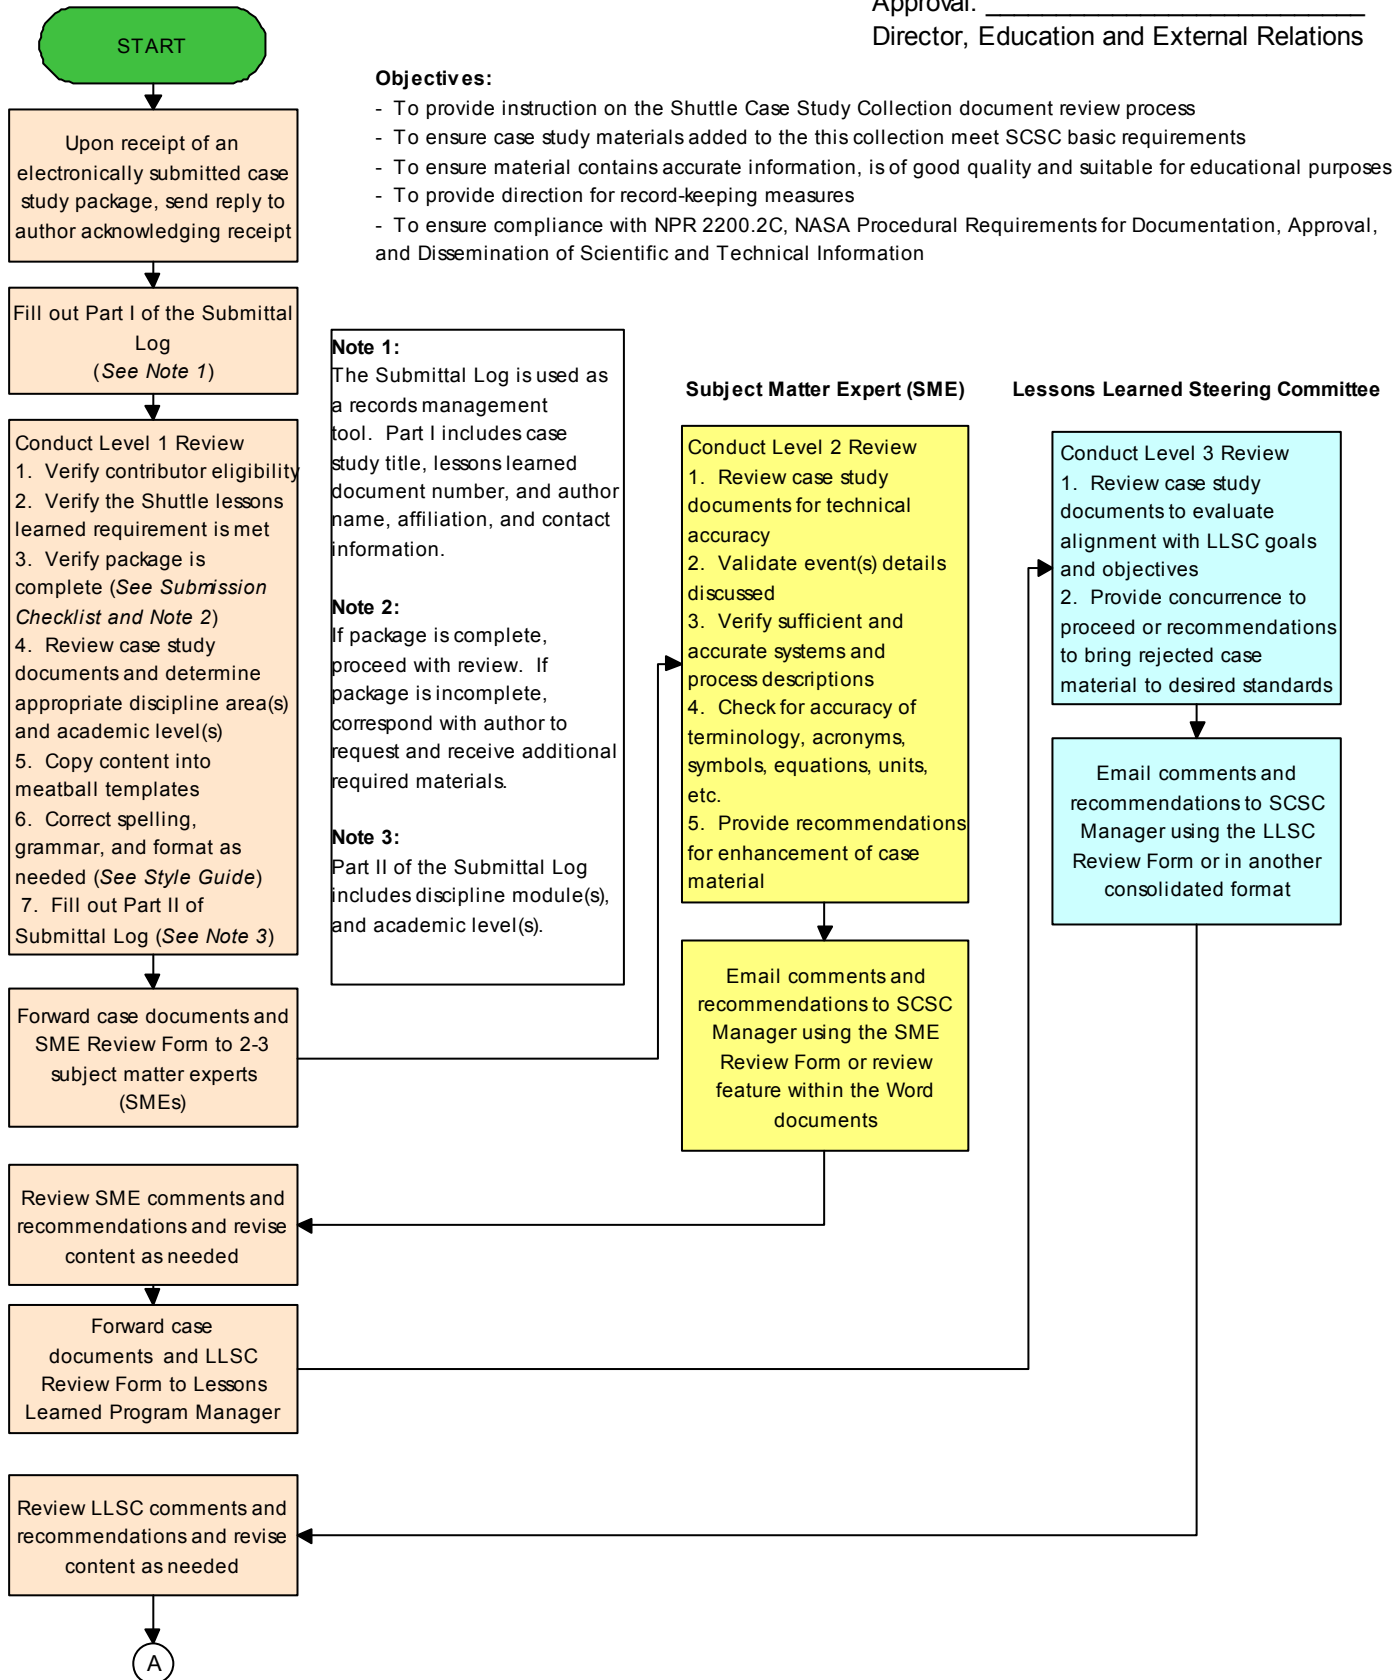 Approval: ___________________________
Director, Education and External Relations
START
Objectives:
- To provide instruction on the Shuttle Case Study Collection document review process
- To ensure case study materials added to the this collection meet SCSC basic requirements
- To ensure material contains accurate information, is of good quality and suitable for educational purposes
- To provide direction for record-keeping measures
- To ensure compliance with NPR 2200.2C, NASA Procedural Requirements for Documentation, Approval,
and Dissemination of Scientific and Technical Information
Upon receipt of an
electronically submitted case
study package, send reply to
author acknowledging receipt
Fill out Part I of the Submittal
Log
(See Note 1)
Conduct Level 1 Review
1. Verify contributor eligibility
2. Verify the Shuttle lessons
learned requirement is met
3. Verify package is
complete (See Submission
Checklist and Note 2)
4. Review case study
documents and determine
appropriate discipline area(s)
and academic level(s)
5. Copy content into
meatball templates
6. Correct spelling,
grammar, and format as
needed (See Style Guide)
7. Fill out Part II of
Submittal Log (See Note 3)
Forward case documents and
SME Review Form to 2-3
subject matter experts
(SMEs)
Review SME comments and
recommendations and revise
content as needed
Forward case
documents and LLSC
Review Form to Lessons
Learned Program Manager
Review LLSC comments and
recommendations and revise
content as needed
A
Note 1:
The Submittal Log is used as
a records management
tool. Part I includes case
study title, lessons learned
document number, and author
name, affiliation, and contact
information.
Note 2:
If package is complete,
proceed with review. If
package is incomplete,
correspond with author to
request and receive additional
required materials.
Note 3:
Part II of the Submittal Log
includes discipline module(s),
and academic level(s).
Subject Matter Expert (SME)
Conduct Level 2 Review
1. Review case study
documents for technical
accuracy
2. Validate event(s) details
discussed
3. Verify sufficient and
accurate systems and
process descriptions
4. Check for accuracy of
terminology, acronyms,
symbols, equations, units,
etc.
5. Provide recommendations
for enhancement of case
material
Email comments and
recommendations to SCSC
Manager using the SME
Review Form or review
feature within the Word
documents
Lessons Learned Steering Committee
Conduct Level 3 Review
1. Review case study
documents to evaluate
alignment with LLSC goals
and objectives
2. Provide concurrence to
proceed or recommendations
to bring rejected case
material to desired standards
Email comments and
recommendations to SCSC
Manager using the LLSC
Review Form or in another
consolidated format